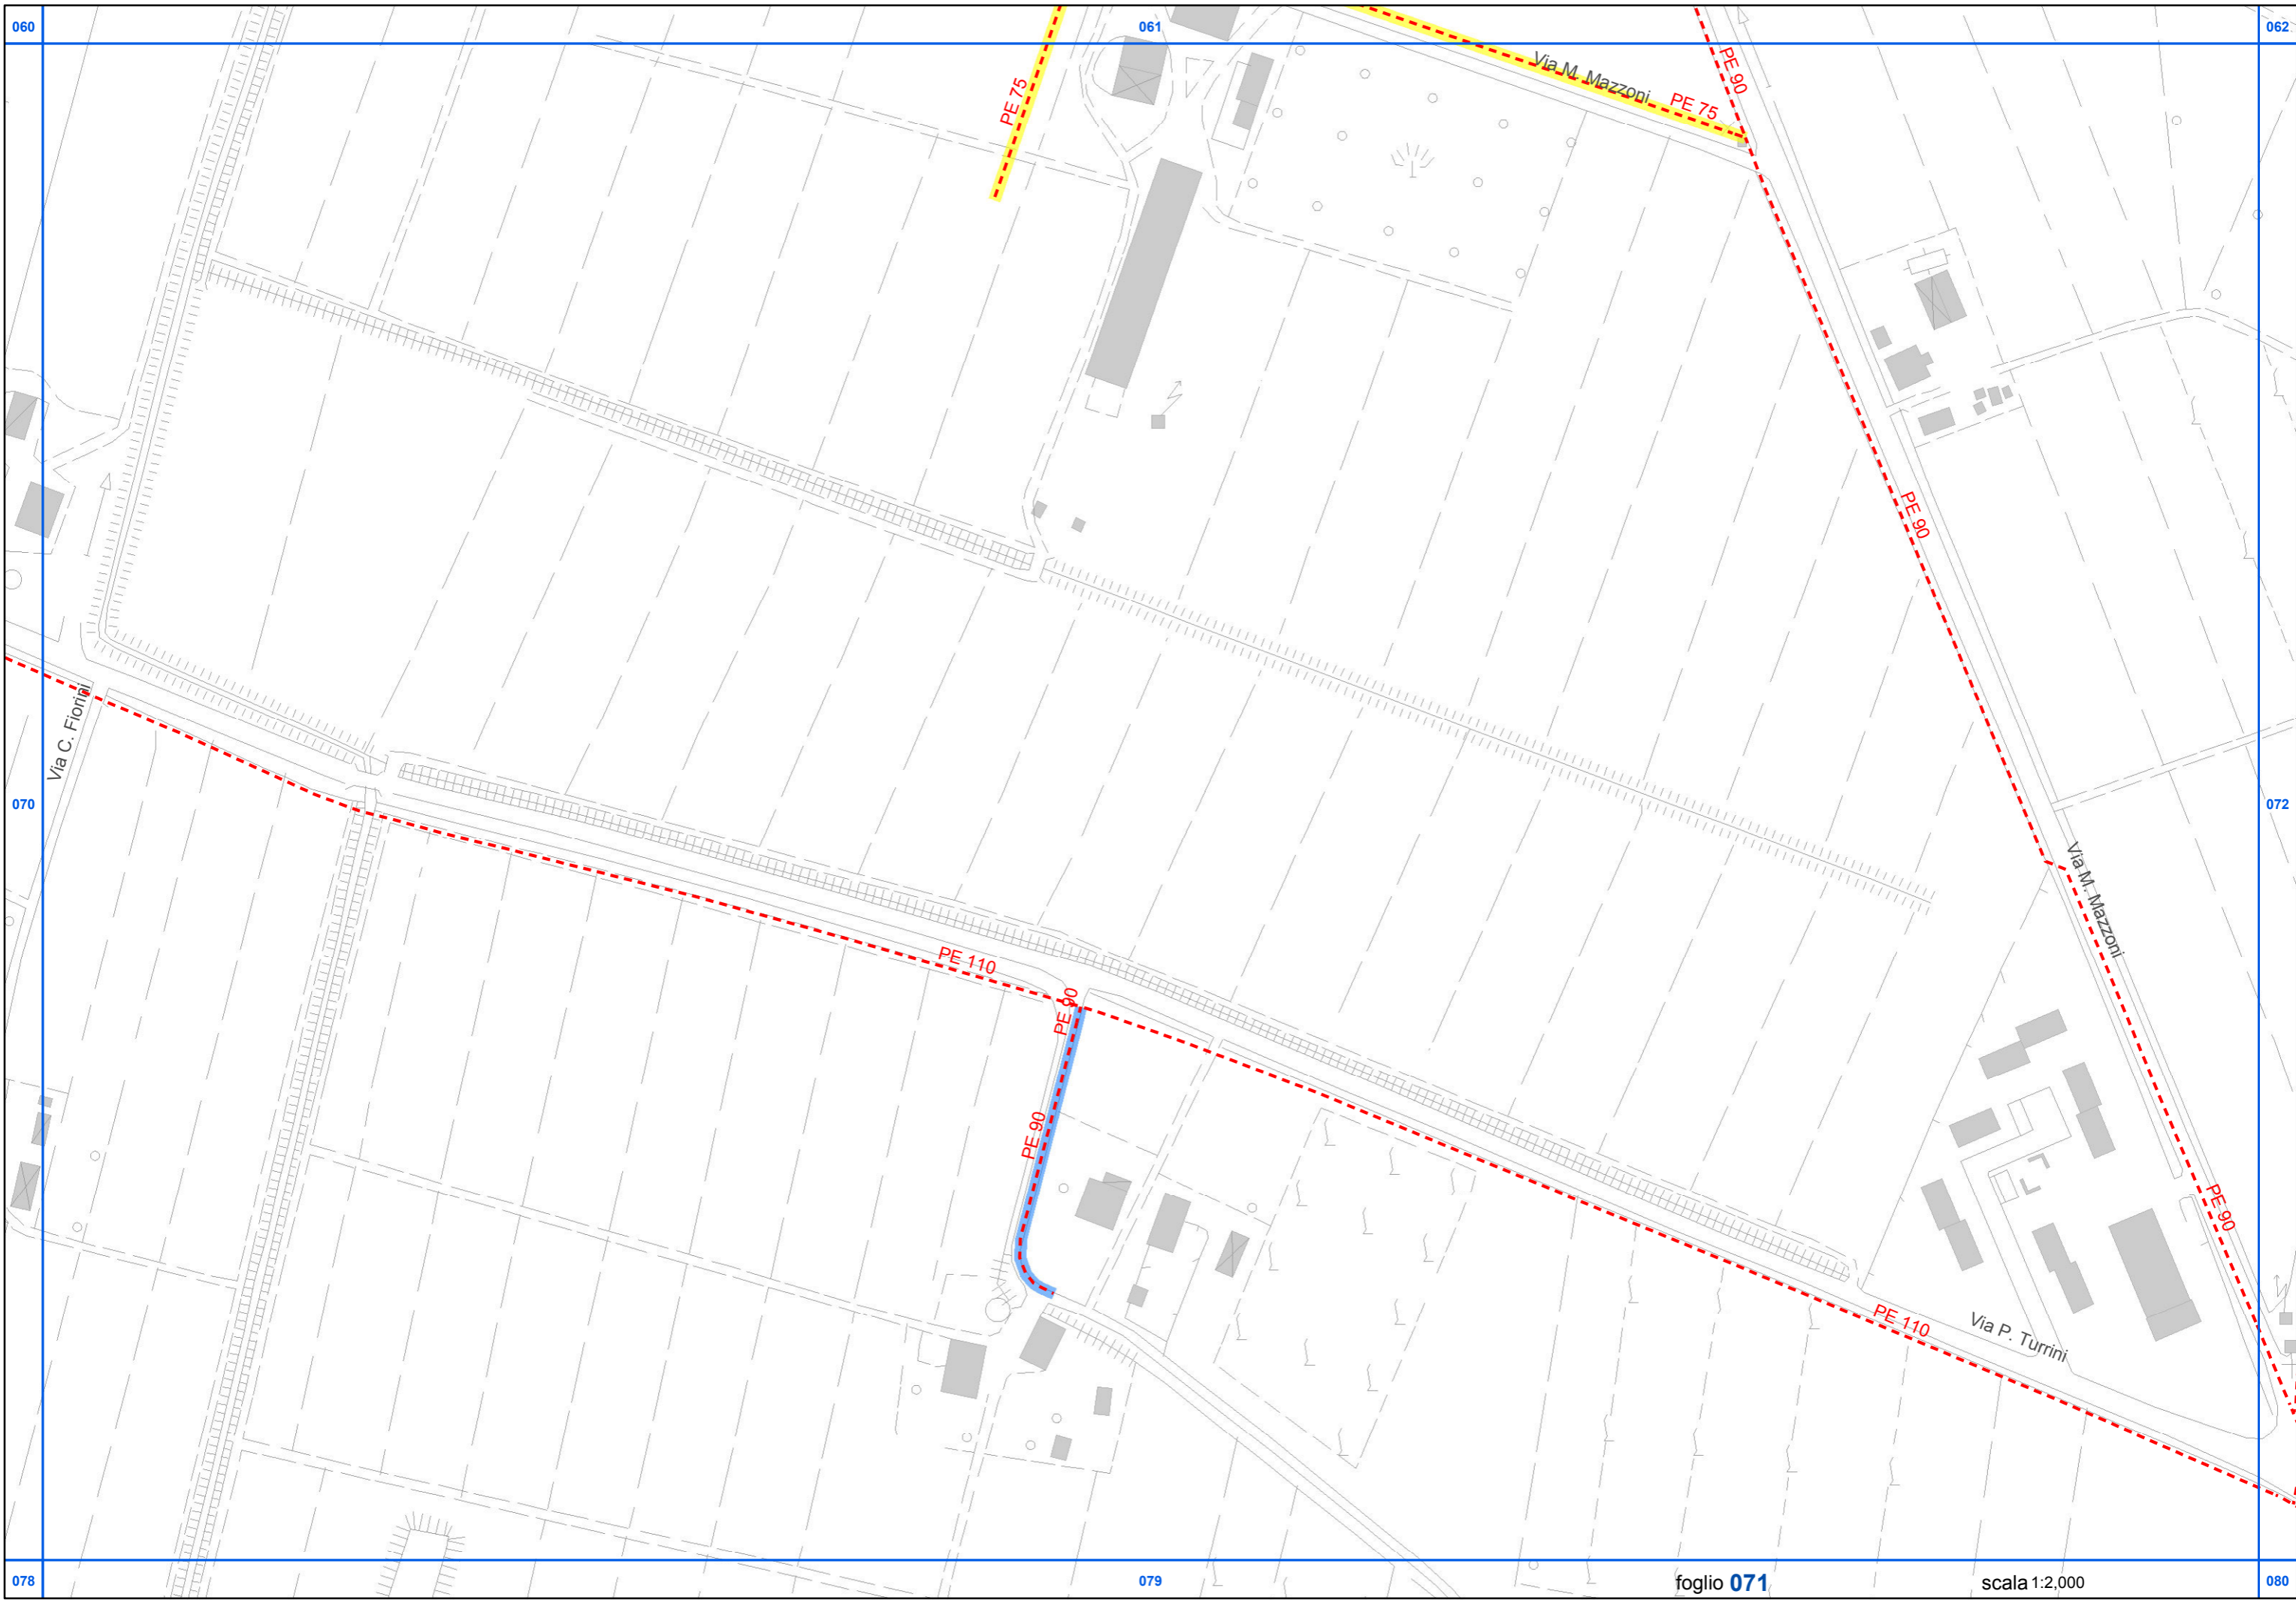 060
061
062
PE 75
Via M. Mazzoni
PE 75
PE 90
PE 90
Via C. Fiorini
070
072
Via M. Mazzoni
PE 110
PE 90
PE 90
PE 90
PE 110
Via P. Turrini
078
079
foglio 071
scala 1:2,000
080